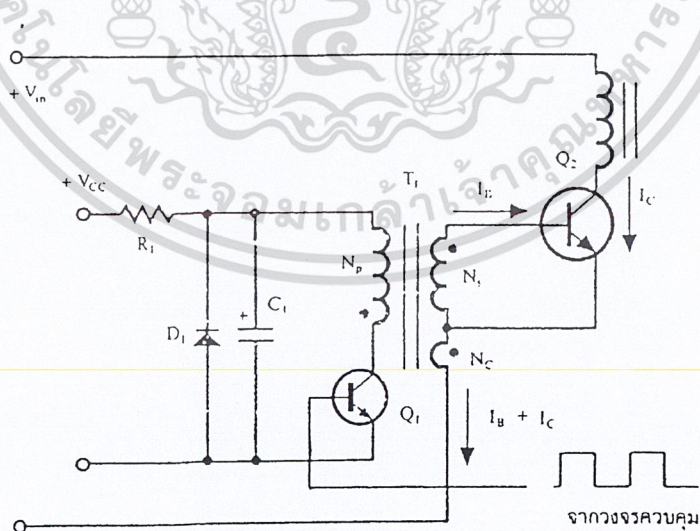 + Vin
+ VCC
R1
D1
+
C1
Np
T1
Q1
IE
Ns
NC
Q2
IC
IB + IC
จากวงจรควบคุม